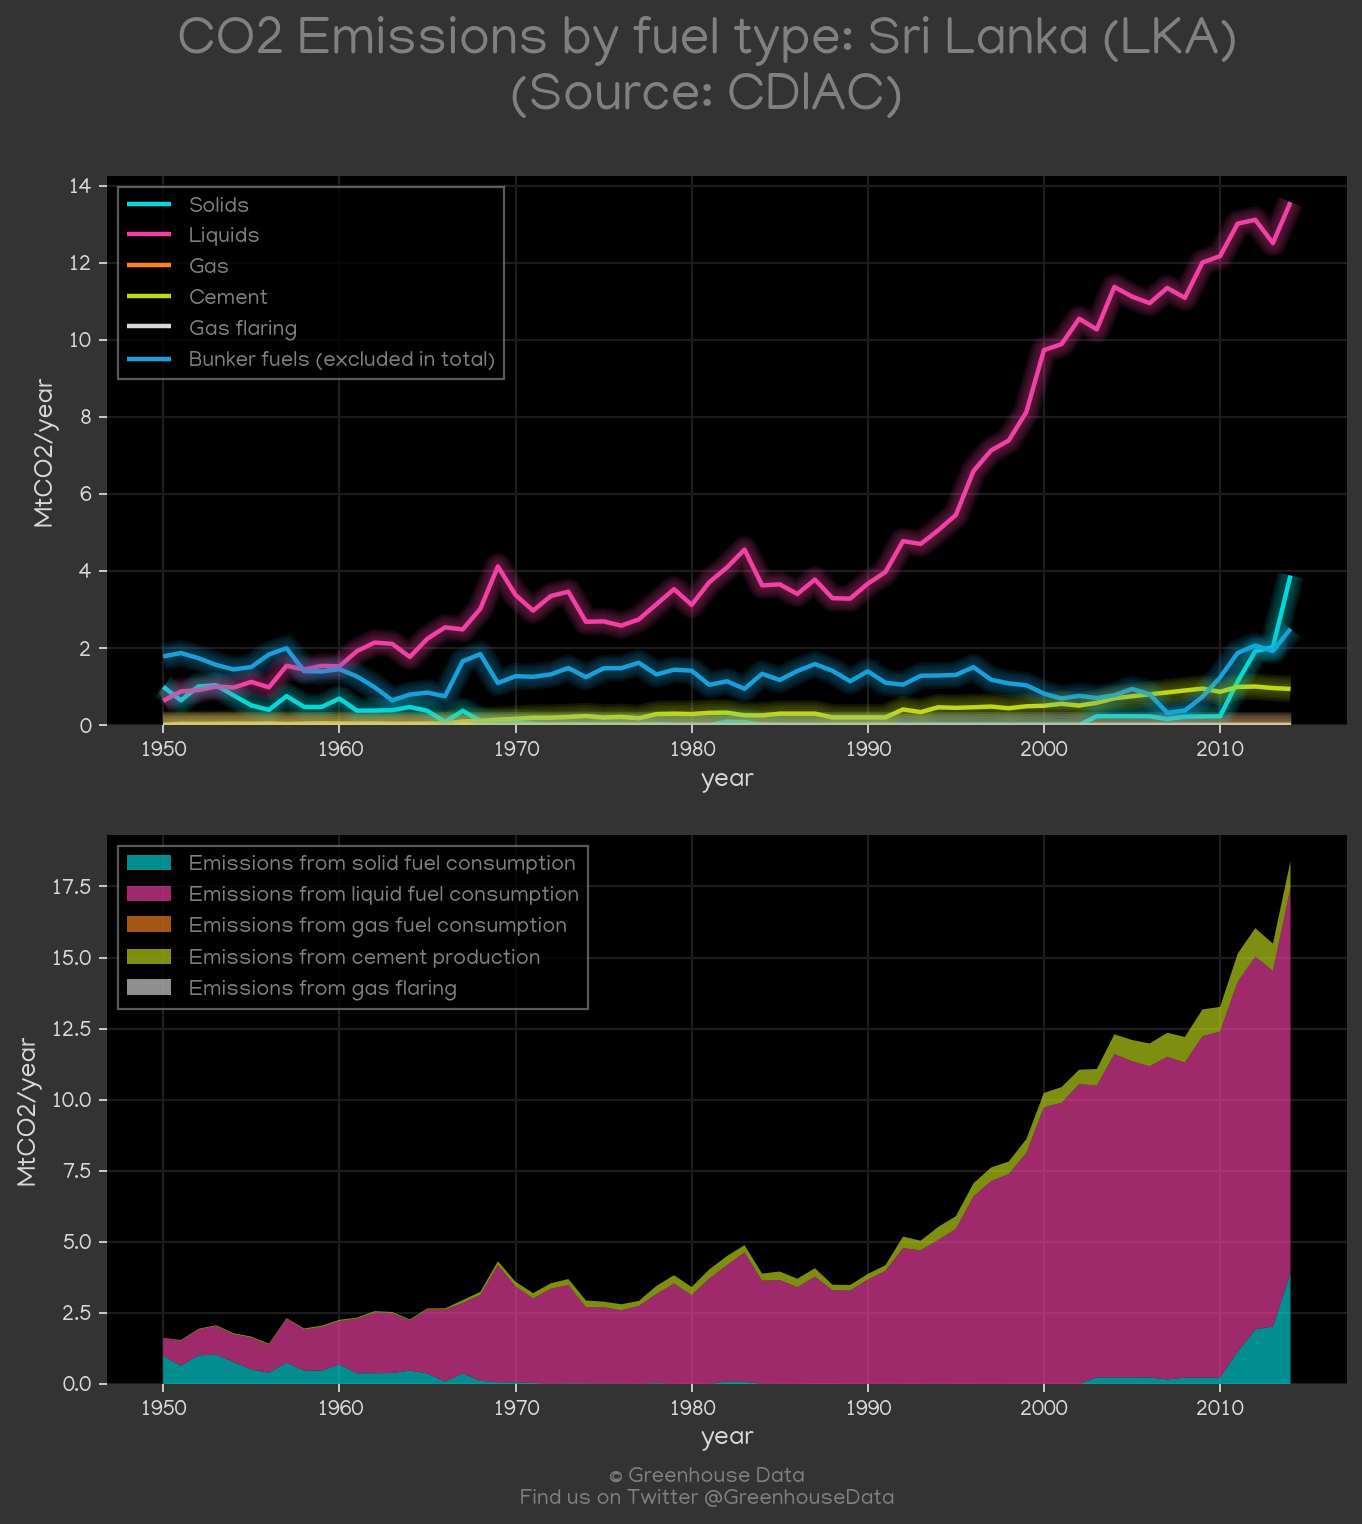 CO2 Emissions by fuel type: Sri Lanka (LKA)
(Source: CDIAC)
14
12
10
8
6
4
2
0
MtCO2/year
Solids
Liquids
Gas
Cement
Gas flaring
Bunker fuels (excluded in total)
1950 1960 1970 1980 1990 2000 2010
year
17.5
15.0
12.5
10.0
7.5
5.0
2.5
0.0
MtCO2/year
Emissions from solid fuel consumption
Emissions from liquid fuel consumption
Emissions from gas fuel consumption
Emissions from cement production
Emissions from gas flaring
1950 1960 1970 1980 1990 2000 2010
year
© Greenhouse Data
Find us on Twitter @GreenhouseData